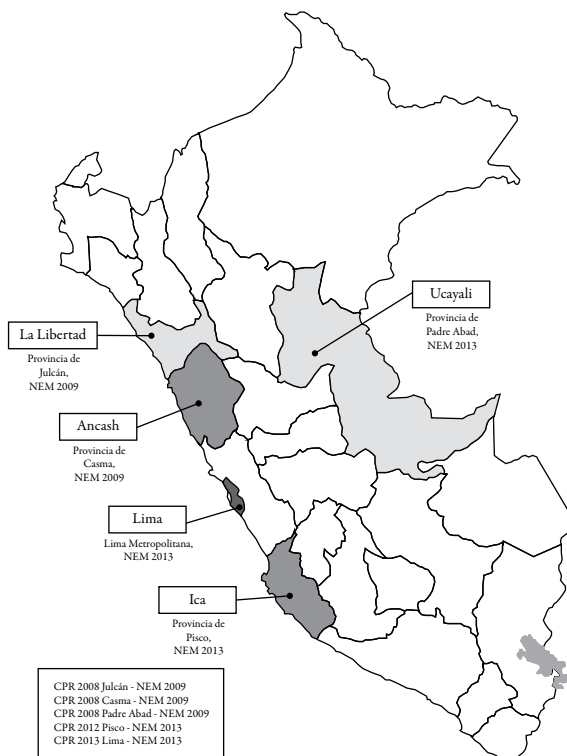 Ucayali
Provincia de
Padre Abad,
NEM 2013
La Libertad
Provincia de
Julcán,
NEM 2009
Ancash
Provincia de
Casma,
NEM 2009
Lima
Lima Metropolitana,
NEM 2013
Ica
Provincia de
Pisco,
NEM 2013
CPR 2008 Julcán - NEM 2009
CPR 2008 Casma - NEM 2009
CPR 2008 Padre Abad - NEM 2009
CPR 2012 Pisco - NEM 2013
CPR 2013 Lima - NEM 2013